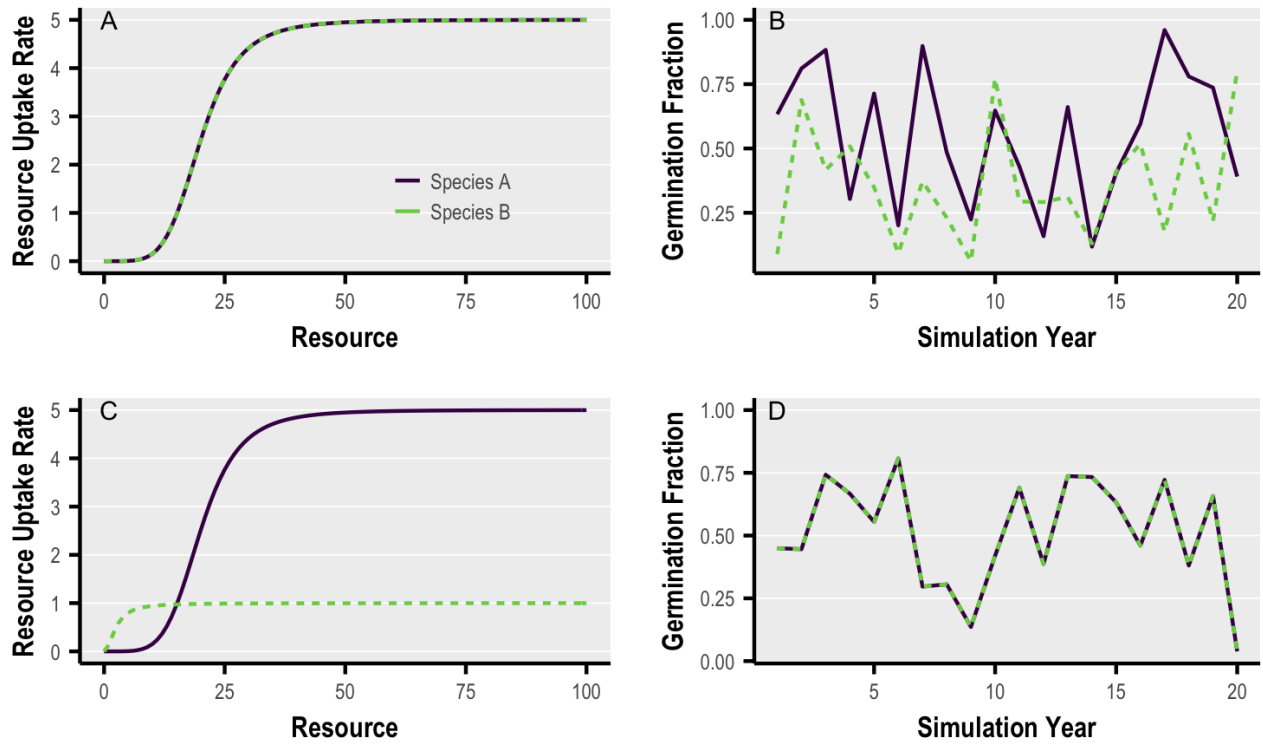 A
Resource Uptake Rate
5
4
3
2
1
0
Species A
Species B
0 25 50 75 100
Resource
B
Germination Fraction
1.00
0.75
0.50
0.25
5 10 15 20
Simulation Year
C
Resource Uptake Rate
5
4
3
2
1
0
0 25 50 75 100
Resource
D
Germination Fraction
1.00
0.75
0.50
0.25
0.00
5 10 15 20
Simulation Year